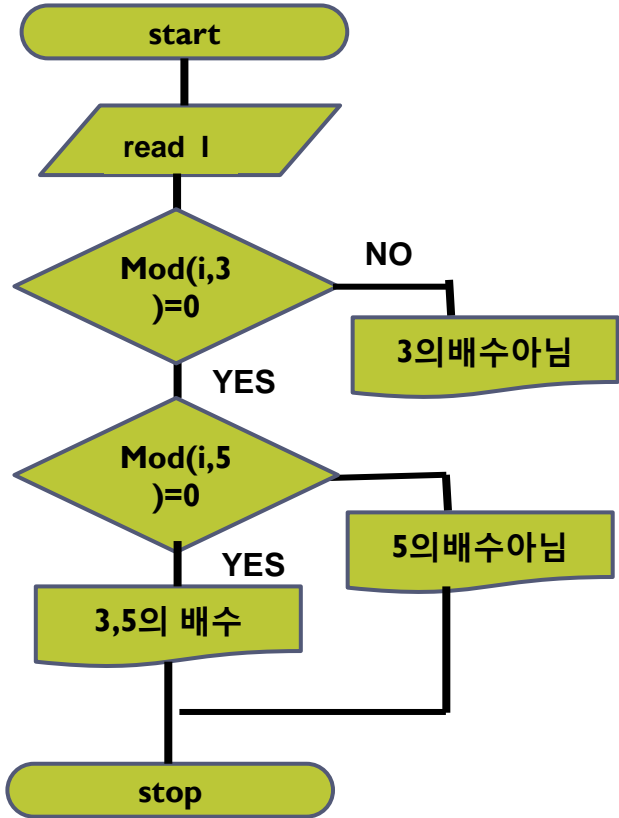 start
read I
Mod(i,3
)=0
NO
3의배수아님
YES
Mod(i,5
)=0
5의배수아님
YES
3,5의 배수
stop